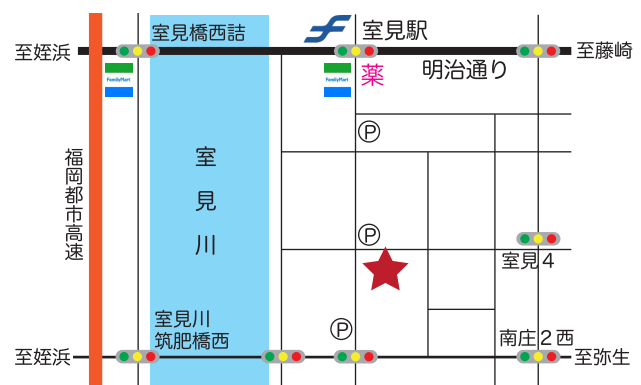 室見橋西詰
室見駅
至姪浜
至藤崎
FamilyMart
FamilyMart
薬
明治通り
P
福岡都市高速
室見川
P
室見4
室見川
筑肥橋西
P
南庄2西
至姪浜
至弥生